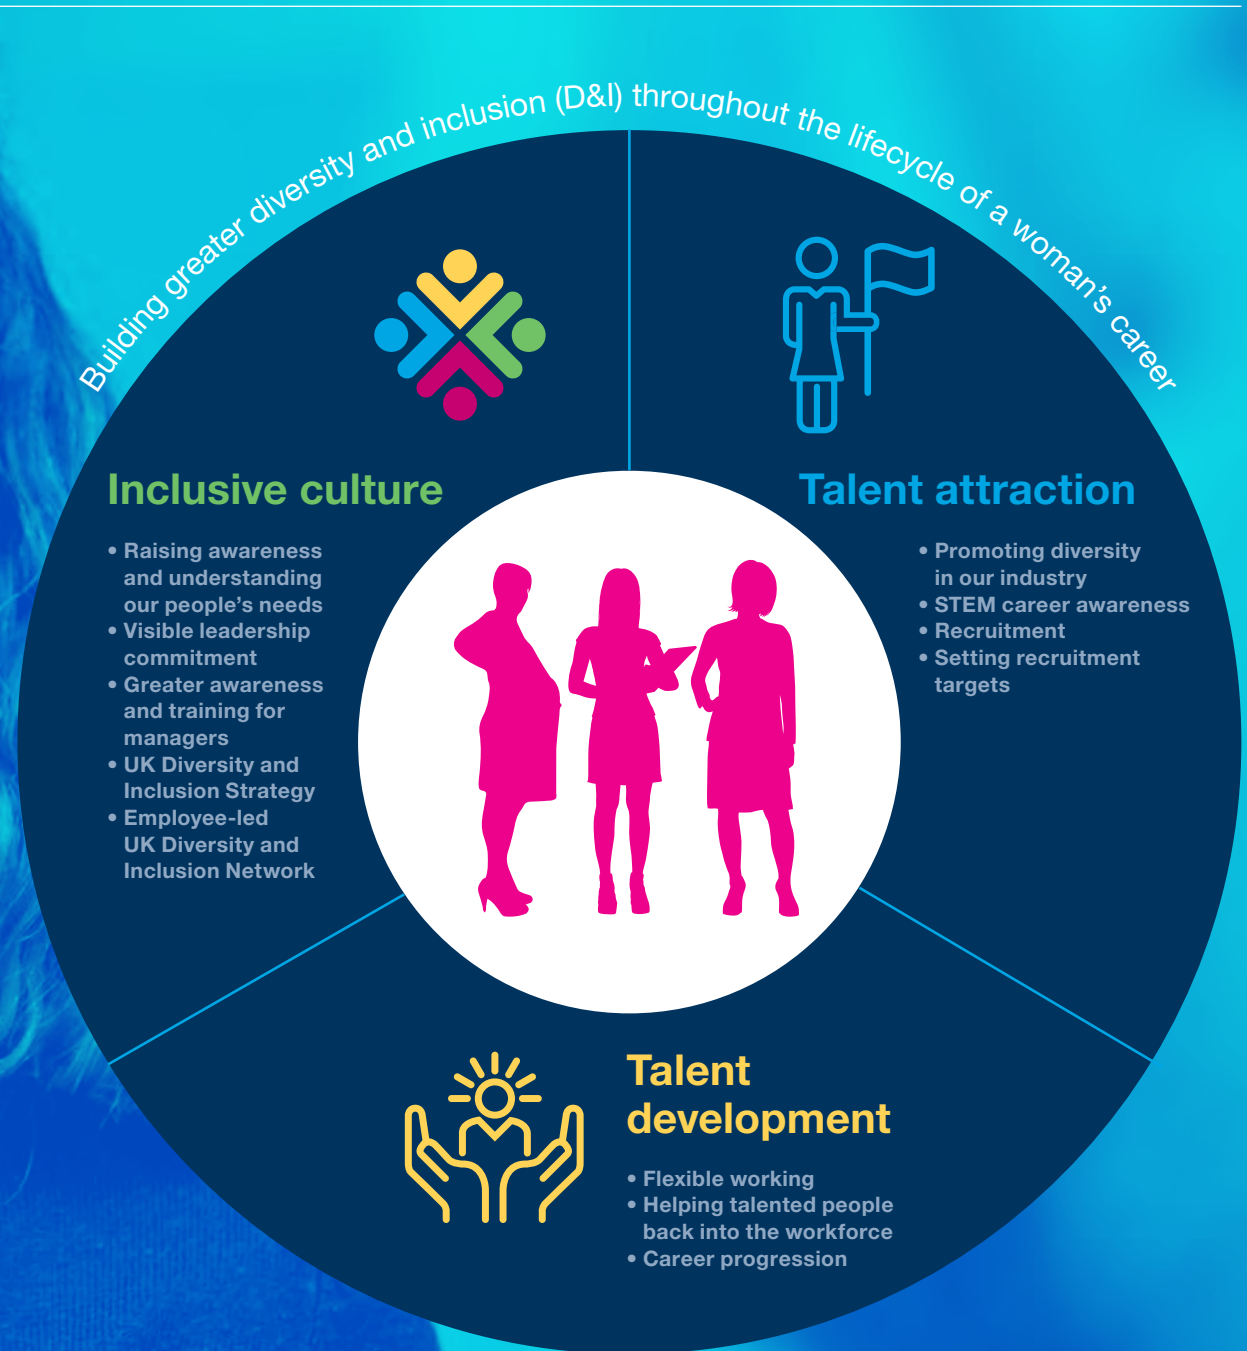 Building greater diversity and inclusion (D&I) throughout the lifecycle of a woman's career
Inclusive culture
• Raising awareness
and understanding
our people's needs
• Visible leadership
commitment
• Greater awareness
and training for
managers
• UK Diversity and
Inclusion Strategy
• Employee-led
UK Diversity and
Inclusion Network
Talent attraction
• Promoting diversity
in our industry
• STEM career awareness
• Recruitment
• Setting recruitment
targets
Talent
development
• Flexible working
• Helping talented people
back into the workforce
• Career progression